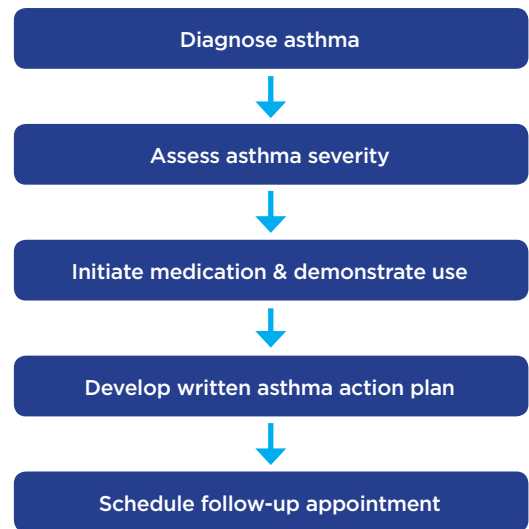 Diagnose asthma
Assess asthma severity
Initiate medication & demonstrate use
Develop written asthma action plan
Schedule follow-up appointment